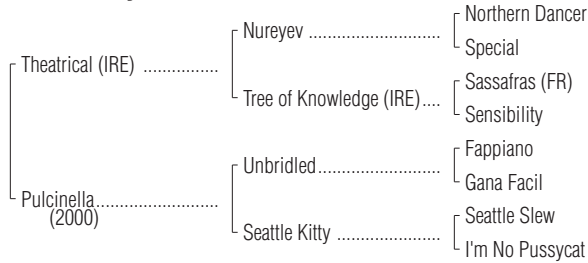 Northern Dancer
Nureyev ........................
Special
Theatrical (IRE) ................
Sassafras (FR)
Tree of Knowledge (IRE)....
Sensibility
Fappiano
Unbridled......................
Gana Facil
Pulcinella.........................
(2000)
Seattle Slew
Seattle Kitty ..................
I'm No Pussycat